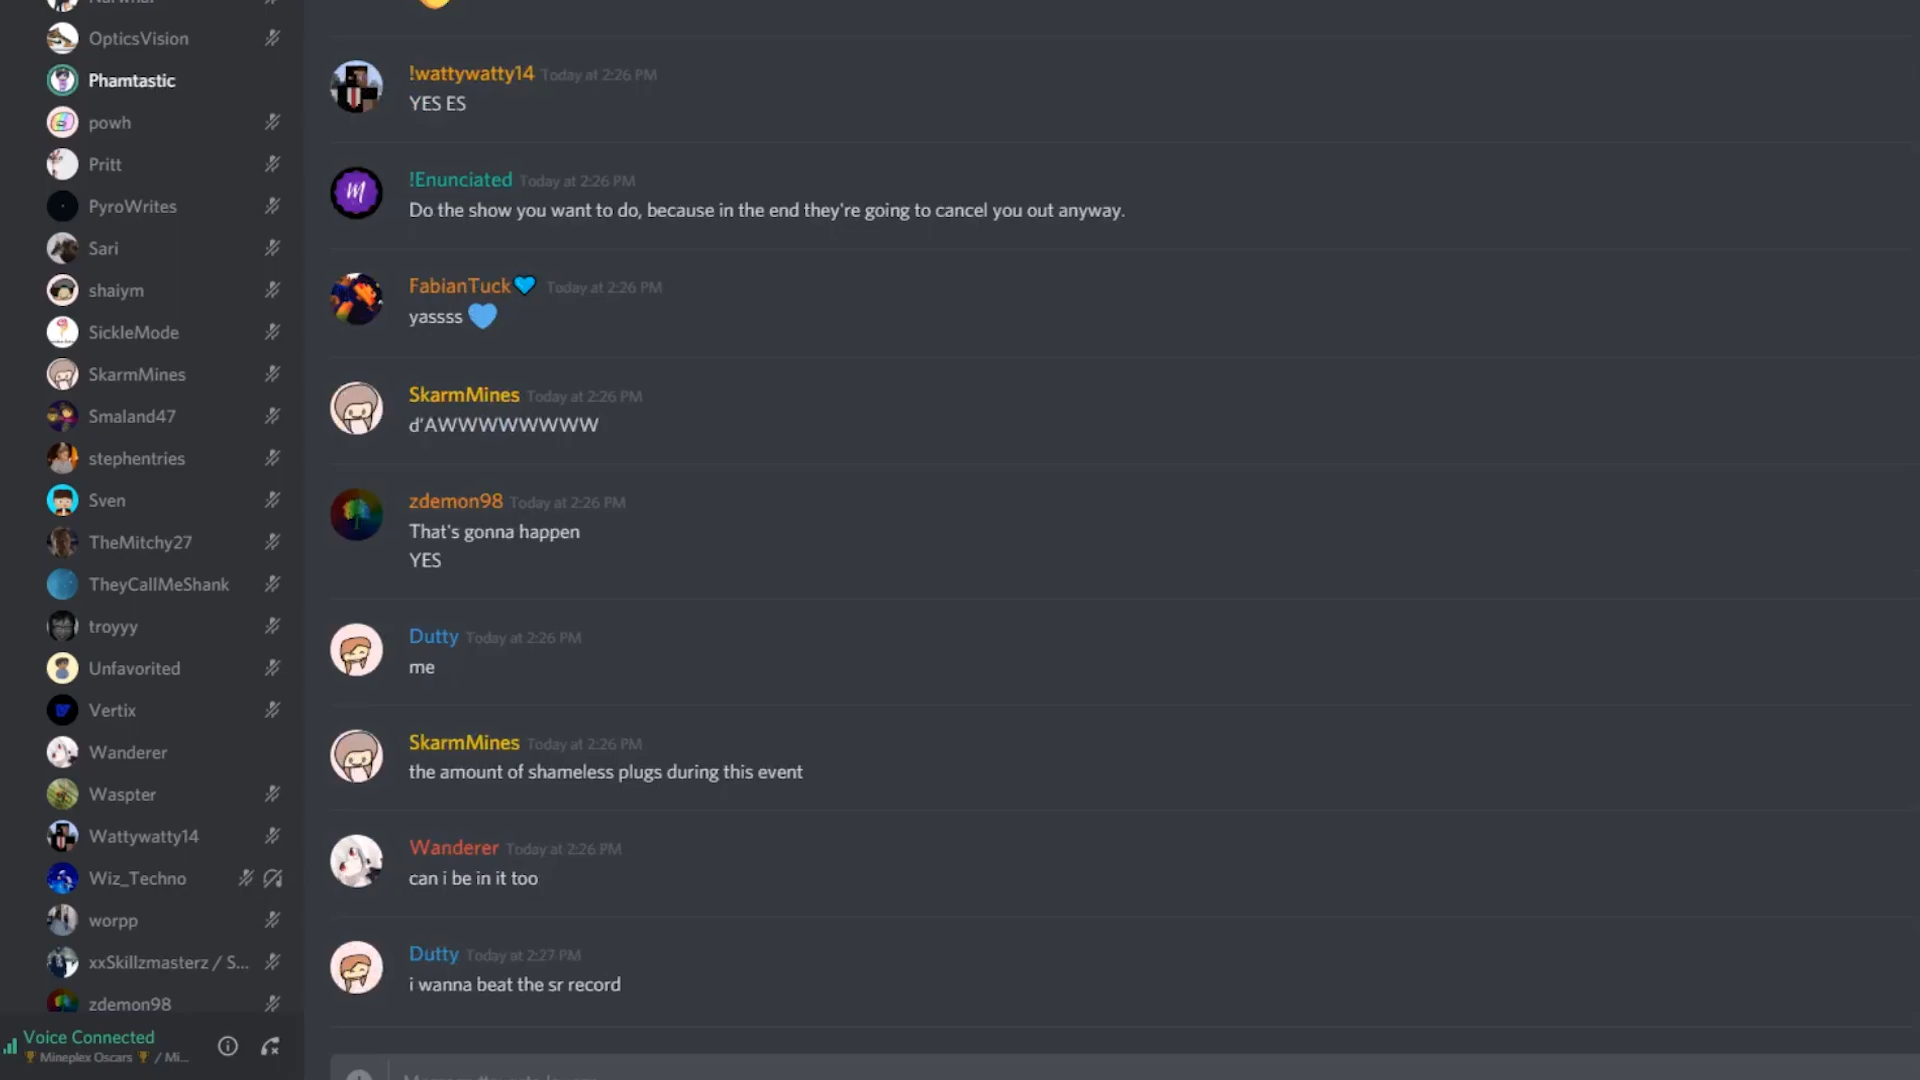 OpticsVision
Phamtastic
powh
Pritt
PyroWrites
Sari
shaiym
SickleMode
SkarmMines
Smaland47
stephentries
Sven
TheMitchy27
TheyCallMeShank
troyyy
Unfavorited
Vertix
Wanderer
Waspter
Wattywatty14
Wiz_Techno
worpp
xxSkillzmasterz / S...
zdemon98
Voice Connected
🏆 Mineplex Oscars 🏆 / Mi...
!wattywatty14 Today at 2:26 PM
YES ES
!Enunciated Today at 2:26 PM
Do the show you want to do, because in the end they're going to cancel you out anyway.
FabianTuck💙 Today at 2:26 PM
yassss 💙
SkarmMines Today at 2:26 PM
d'AWWWWWWWW
zdemon98 Today at 2:26 PM
That's gonna happen
YES
Dutty Today at 2:26 PM
me
SkarmMines Today at 2:26 PM
the amount of shameless plugs during this event
Wanderer Today at 2:26 PM
can i be in it too
Dutty Today at 2:27 PM
i wanna beat the sr record